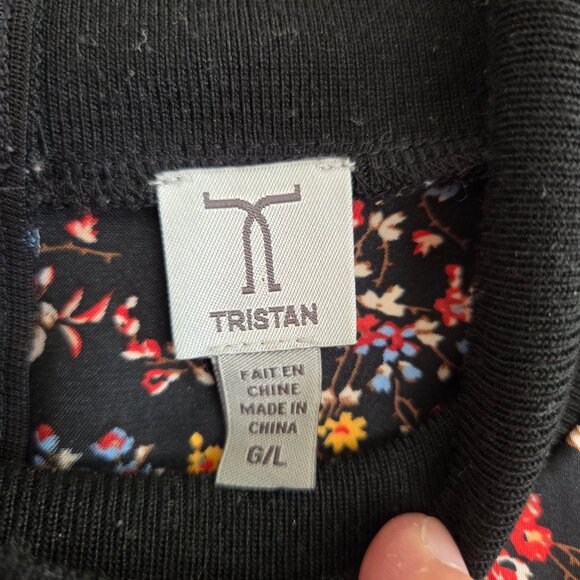 TRISTAN
FAIT EN
CHINE
MADE IN
CHINA
G/L